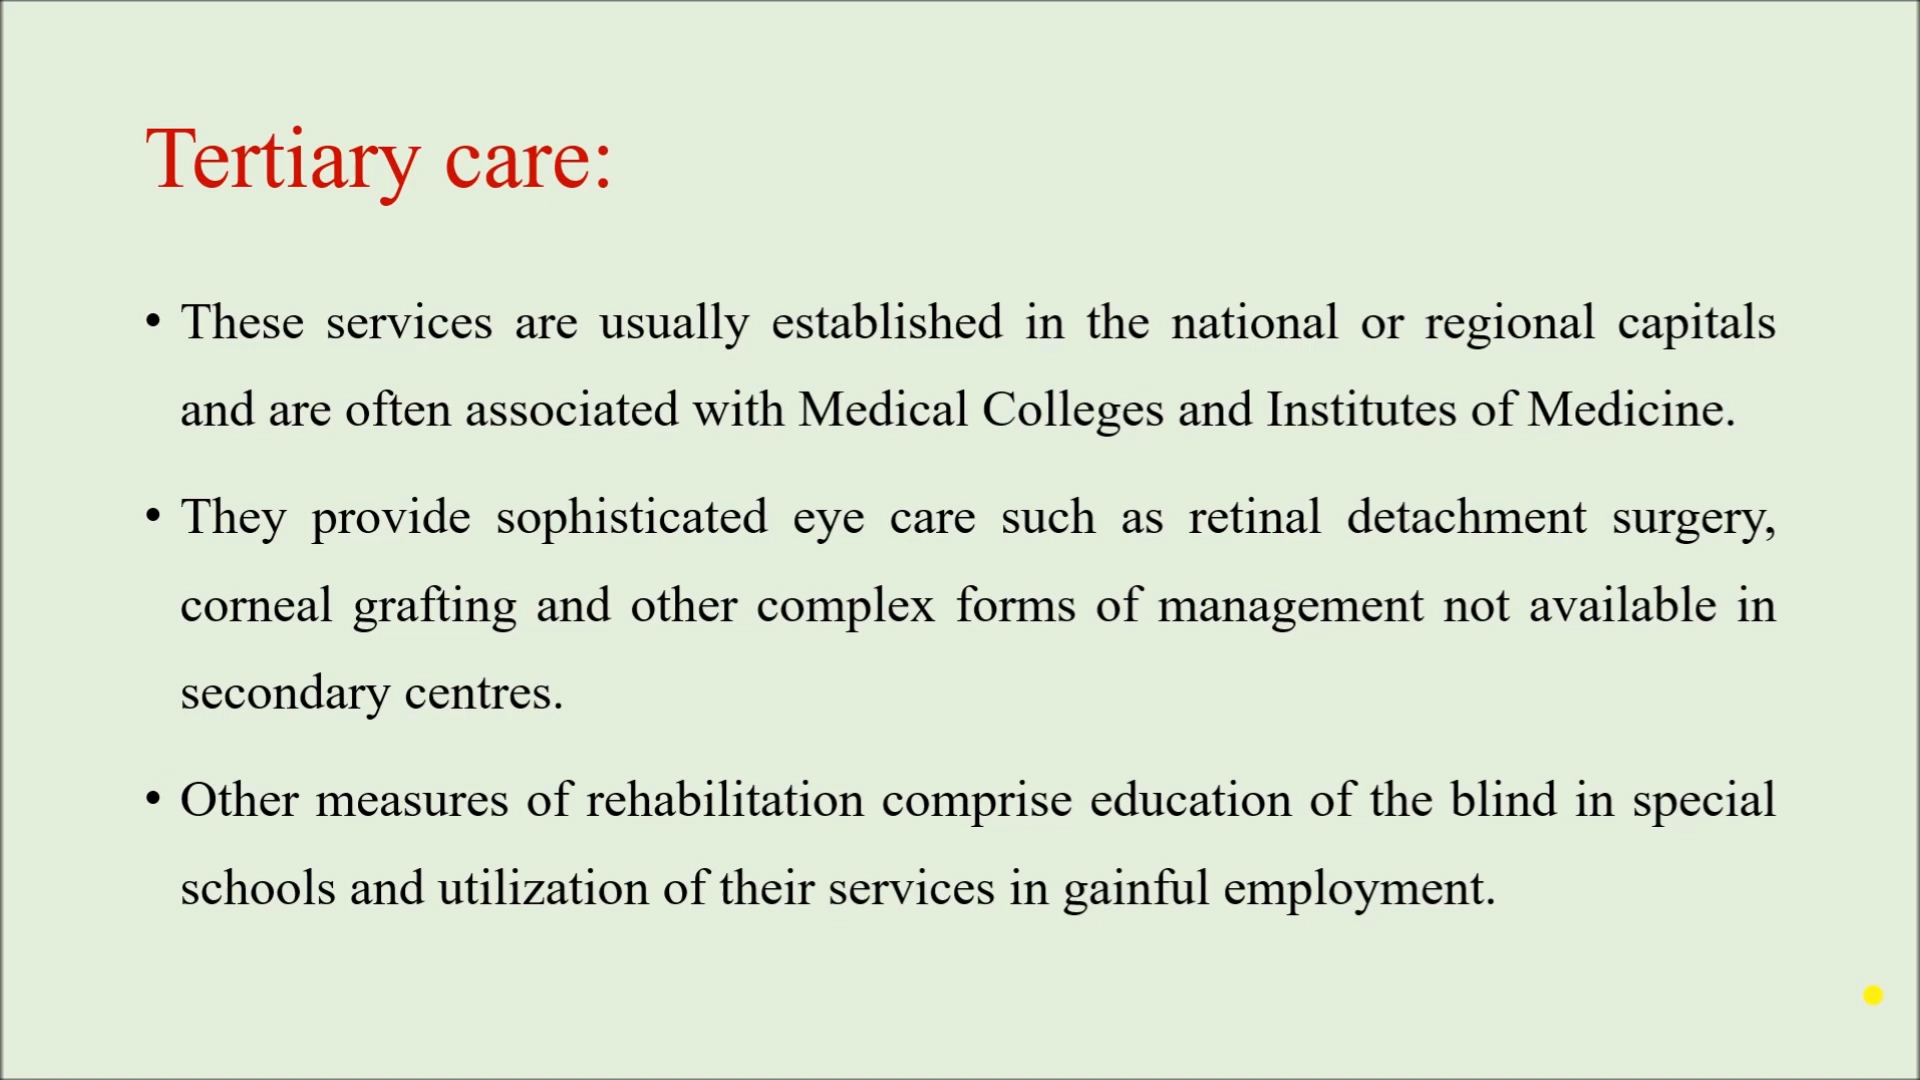 Tertiary care:
• These services are usually established in the national or regional capitals
and are often associated with Medical Colleges and Institutes of Medicine.
• They provide sophisticated eye care such as retinal detachment surgery,
corneal grafting and other complex forms of management not available in
secondary centres.
• Other measures of rehabilitation comprise education of the blind in special
schools and utilization of their services in gainful employment.